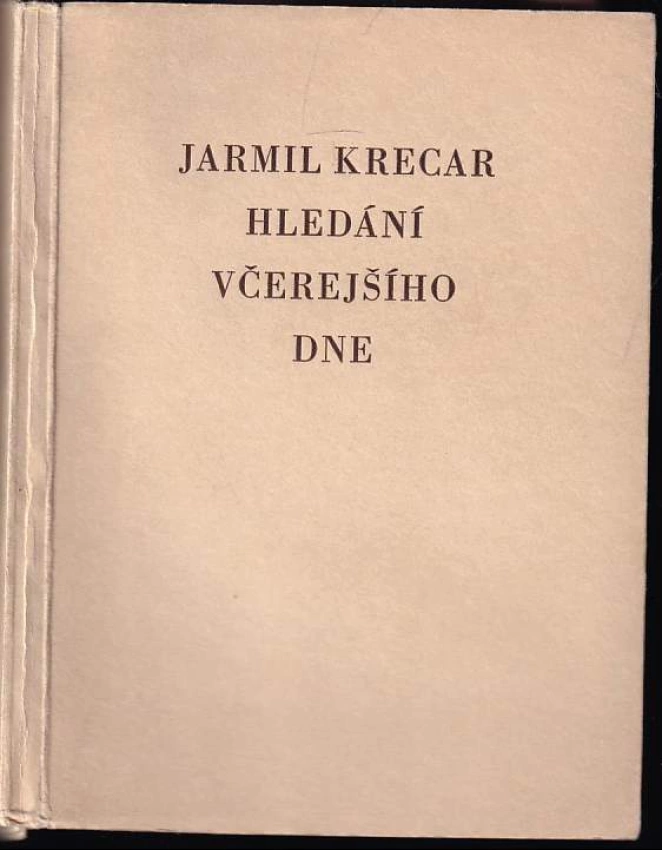 JARMIL KRECAR
HLEDÁNÍ
VČEREJŠÍHO
DNE